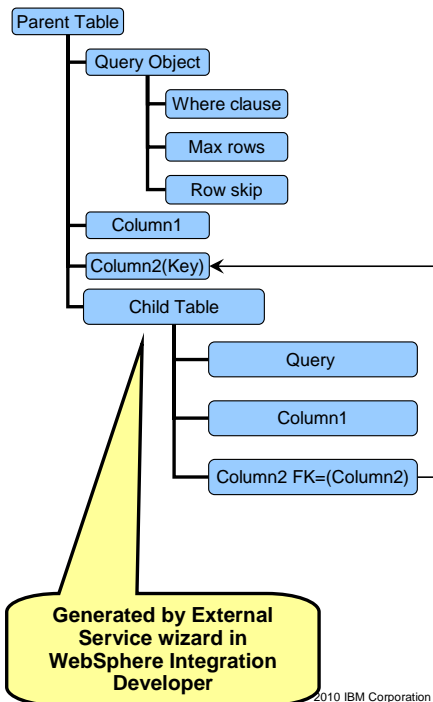 Parent Table
Query Object
Where clause
Max rows
Row skip
Column1
Column2(Key)
Child Table
Query
Column1
Column2 FK=(Column2)
Generated by External
Service wizard in
WebSphere Integration
Developer
2010 IBM Corporation